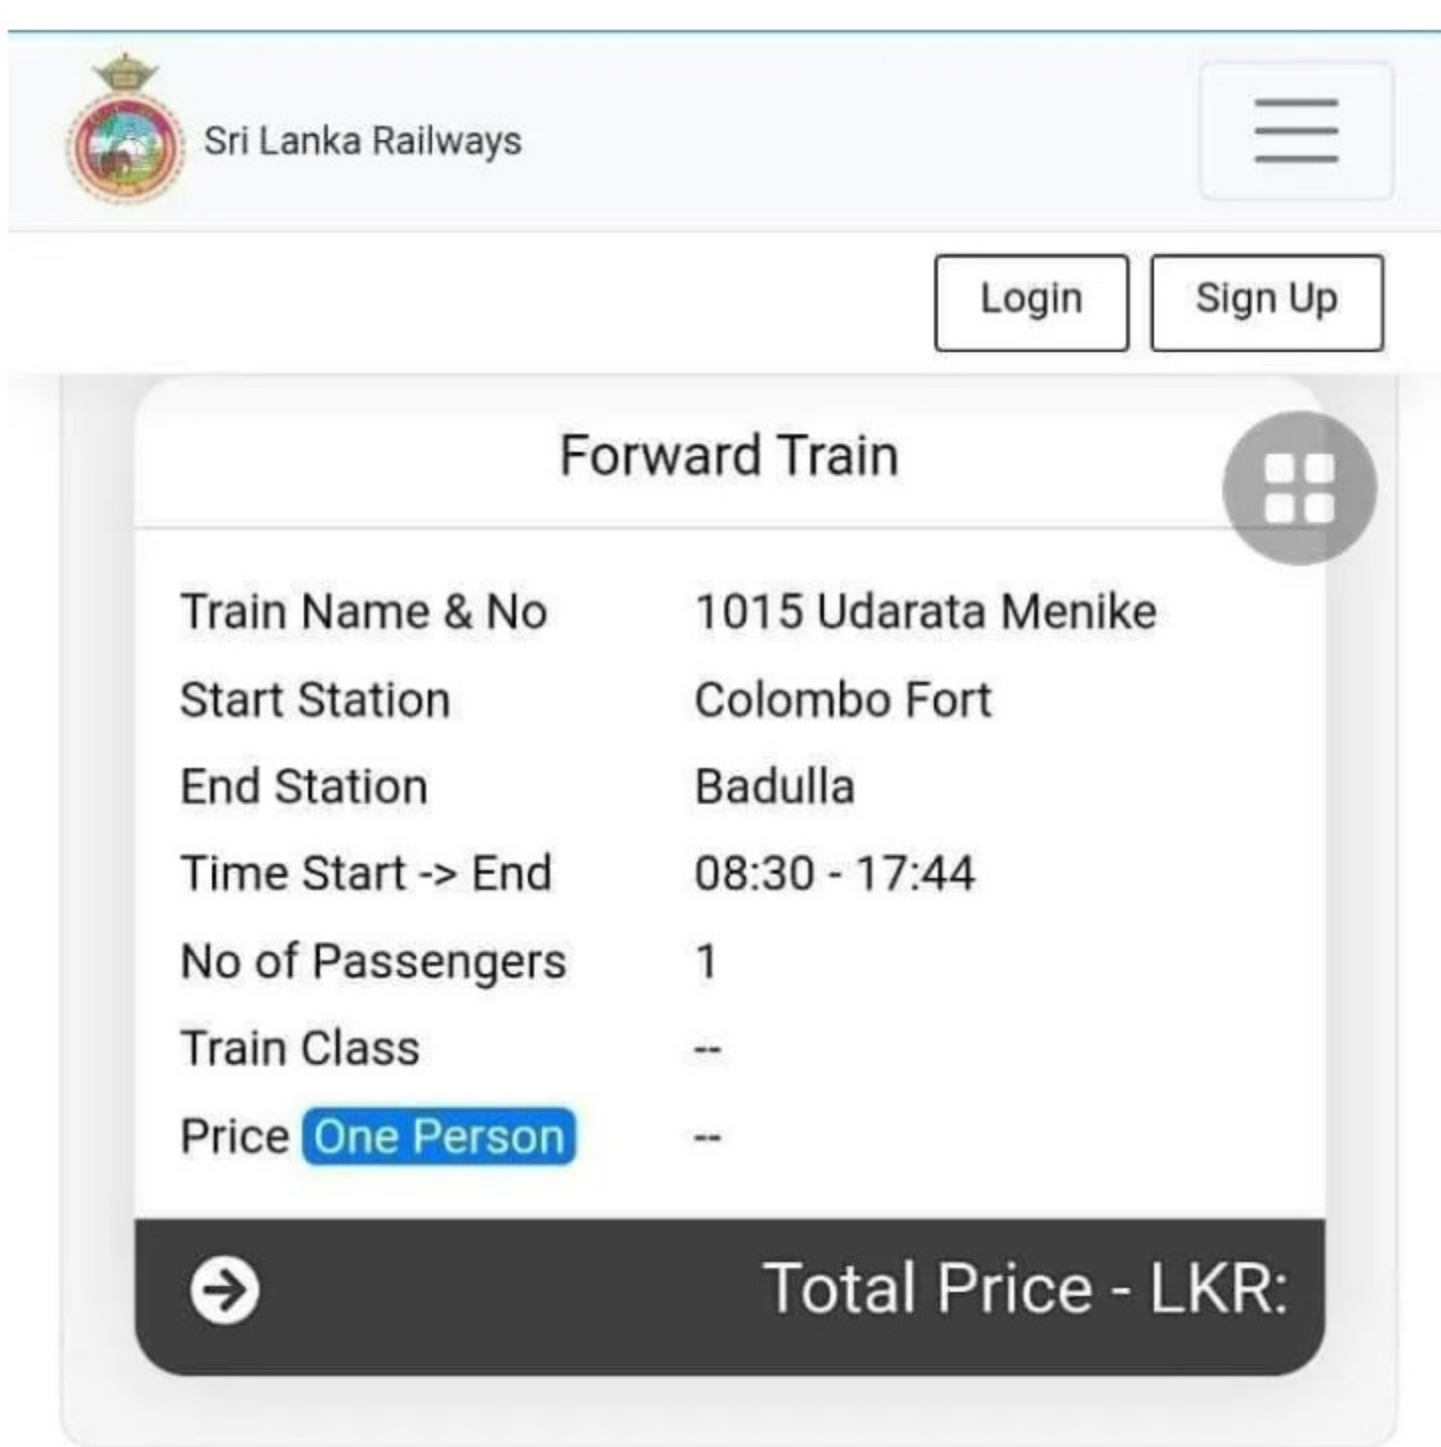 Sri Lanka Railways
Login Sign Up
Forward Train
Train Name & No 1015 Udarata Menike
Start Station Colombo Fort
End Station Badulla
Time Start -> End 08:30 - 17:44
No of Passengers 1
Train Class --
Price One Person --
Total Price - LKR: